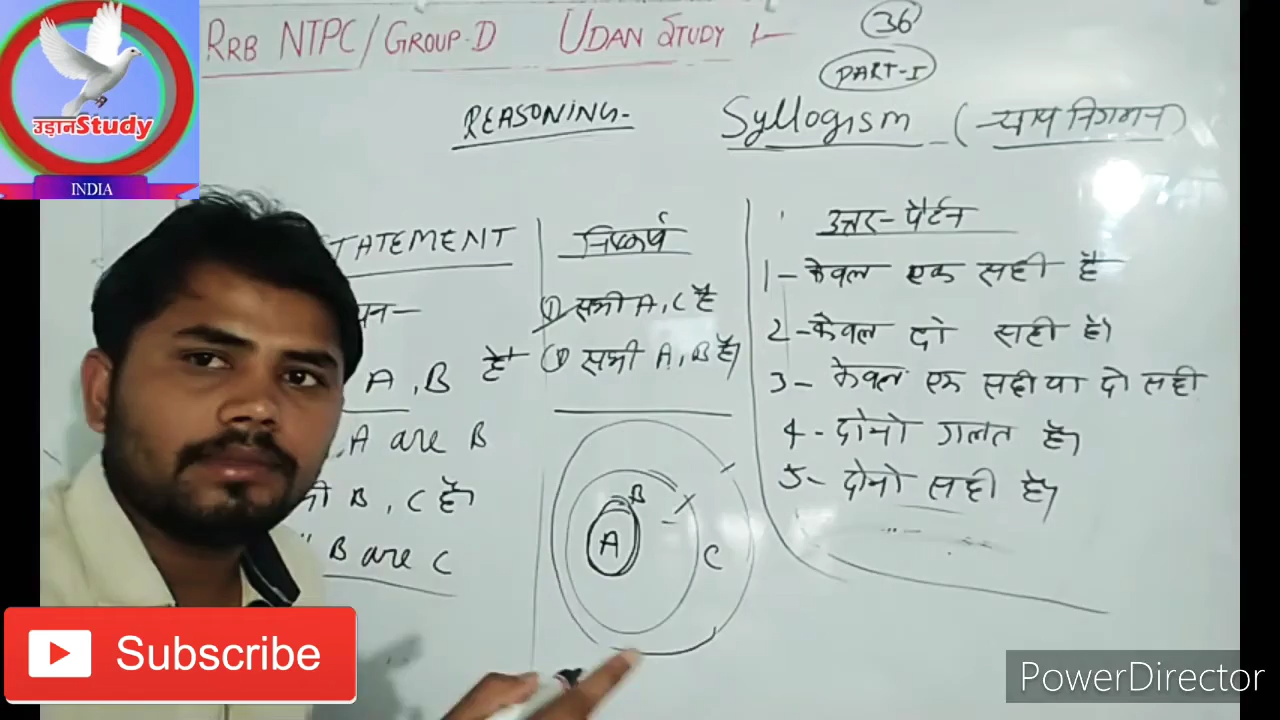 RRB NTPC/GROUP-D UDAN STUDY
36
PART-I
REASONING-
Syllogism (न्याय निगमन)
उड़ानStudy
INDIA
TATEMENT
A, B है
A are B
B, C है।
" B are C
निष्कर्ष
① सभी A, C है
② सभी A, B है।
A
B
C
उत्तर-पैर्टन
1- केवल एक सही है
2- केवल दो सही है।
3- केवल एक सही या दो सही
4- दोनो गलत है।
5- दोनो सही है।
Subscribe
PowerDirector